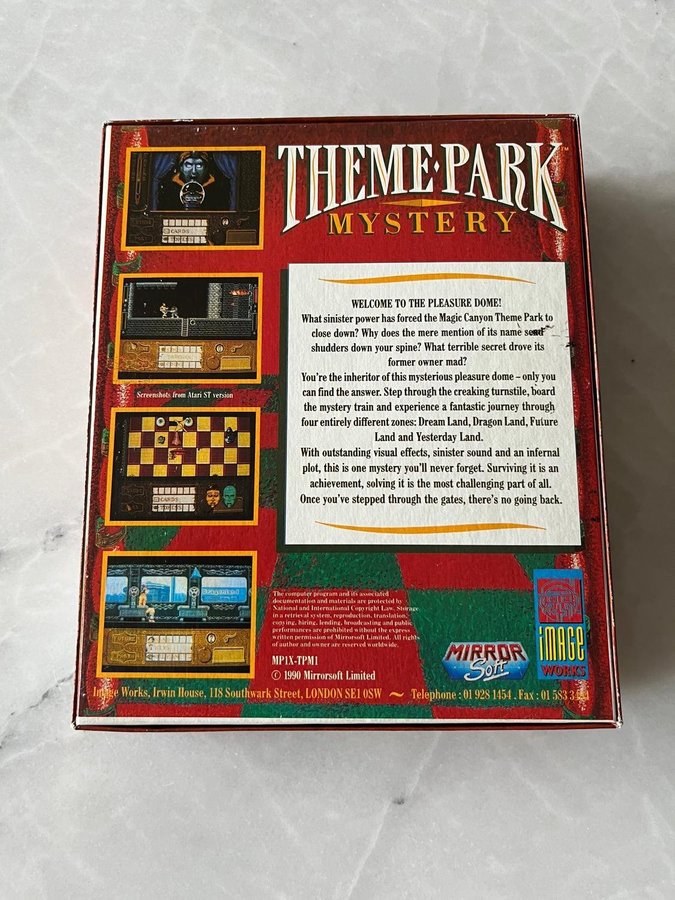 THEME·PARK™
MYSTERY
CARDS
Screenshots from Atari ST version
CARDS
WELCOME TO THE PLEASURE DOME!
What sinister power has forced the Magic Canyon Theme Park to
close down? Why does the mere mention of its name send
shudders down your spine? What terrible secret drove its
former owner mad?
You're the inheritor of this mysterious pleasure dome – only you
can find the answer. Step through the creaking turnstile, board
the mystery train and experience a fantastic journey through
four entirely different zones: Dream Land, Dragon Land, Future
Land and Yesterday Land.
With outstanding visual effects, sinister sound and an infernal
plot, this is one mystery you'll never forget. Surviving it is an
achievement, solving it is the most challenging part of all.
Once you've stepped through the gates, there's no going back.
The computer program and its associated
documentation and materials are protected by
National and International Copyright Law. Storage
in a retrieval system, reproduction, translation,
copying, hiring, lending, broadcasting and public
performances are prohibited without the express
written permission of Mirrorsoft Limited. All rights
of author and owner are reserved worldwide.
MP1X-TPM1
© 1990 Mirrorsoft Limited
MIRROR
Soft
image
WORKS
Image Works, Irwin House, 118 Southwark Street, LONDON SE1 0SW ~ Telephone : 01 928 1454 . Fax : 01 583